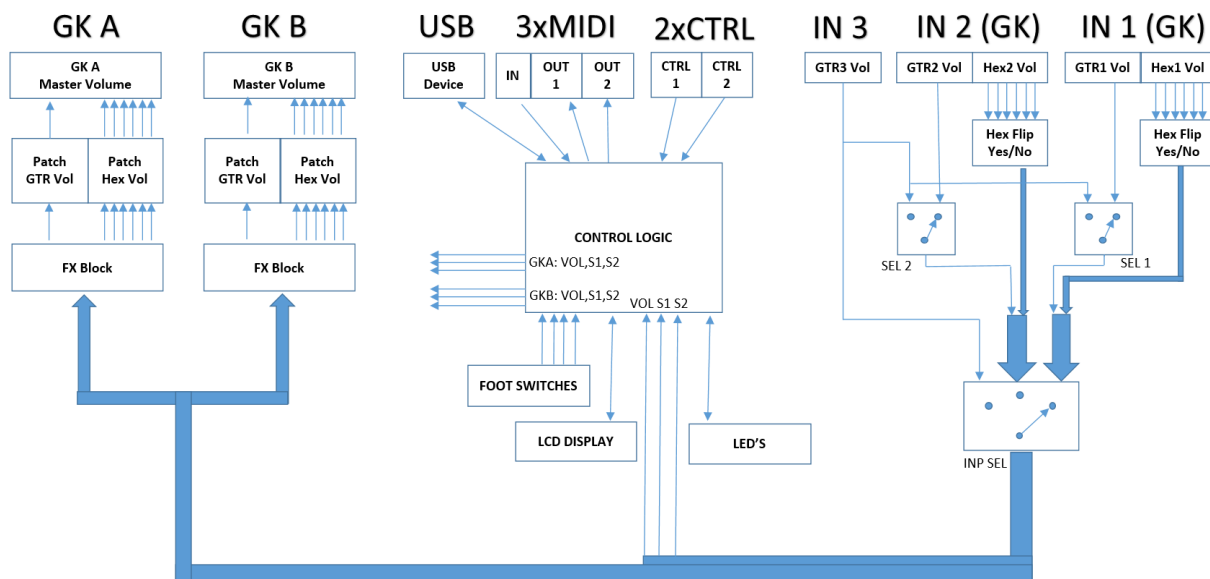 GK A
GK B
USB
3xMIDI
2xCTRL
IN 3
IN 2 (GK)
IN 1 (GK)
GK A
Master Volume
GK B
Master Volume
USB
Device
IN
OUT
1
OUT
2
CTRL
1
CTRL
2
GTR3 Vol
GTR2 Vol
Hex2 Vol
GTR1 Vol
Hex1 Vol
Patch
GTR Vol
Patch
Hex Vol
Patch
GTR Vol
Patch
Hex Vol
Hex Flip
Yes/No
Hex Flip
Yes/No
CONTROL LOGIC
SEL 2
SEL 1
FX Block
FX Block
GKA: VOL,S1,S2
GKB: VOL,S1,S2
VOL S1 S2
FOOT SWITCHES
LCD DISPLAY
LED'S
INP SEL